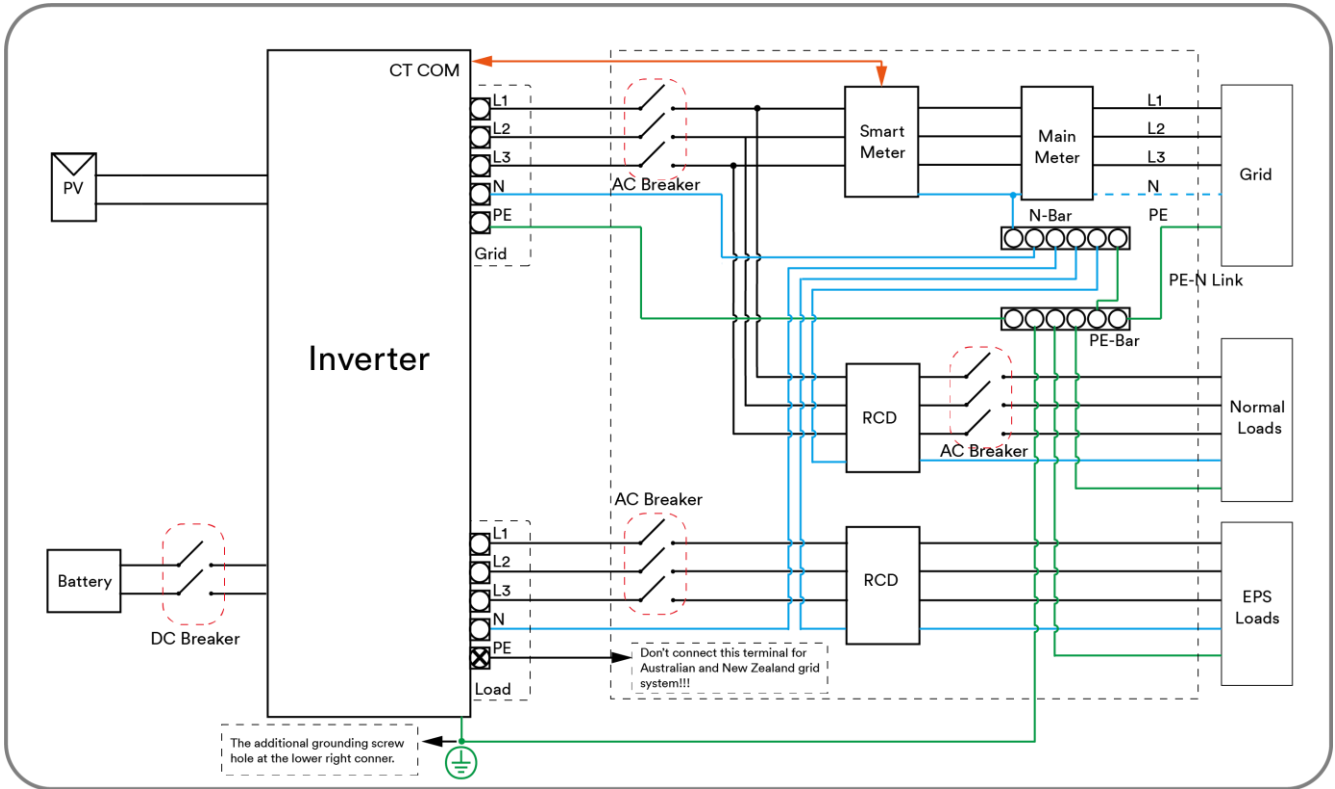 CT COM
L1
L2
L3
N
PE
Grid
AC Breaker
Smart
Meter
Main
Meter
L1
L2
L3
N
PE
Grid
PV
N-Bar
PE-N Link
PE-Bar
Inverter
RCD
AC Breaker
Normal
Loads
Battery
DC Breaker
L1
L2
L3
N
PE
Load
AC Breaker
RCD
EPS
Loads
Don't connect this terminal for
Australian and New Zealand grid
system!!!
The additional grounding screw
hole at the lower right conner.